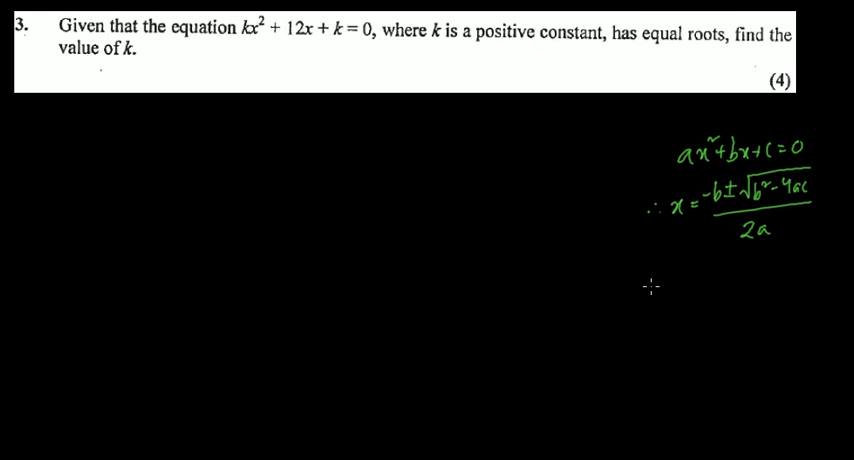 3. Given that the equation kx² + 12x + k = 0, where k is a positive constant, has equal roots, find the
value of k.
(4)
ax²+bx+c=0
∴ x = -b±√b²-4ac
2a